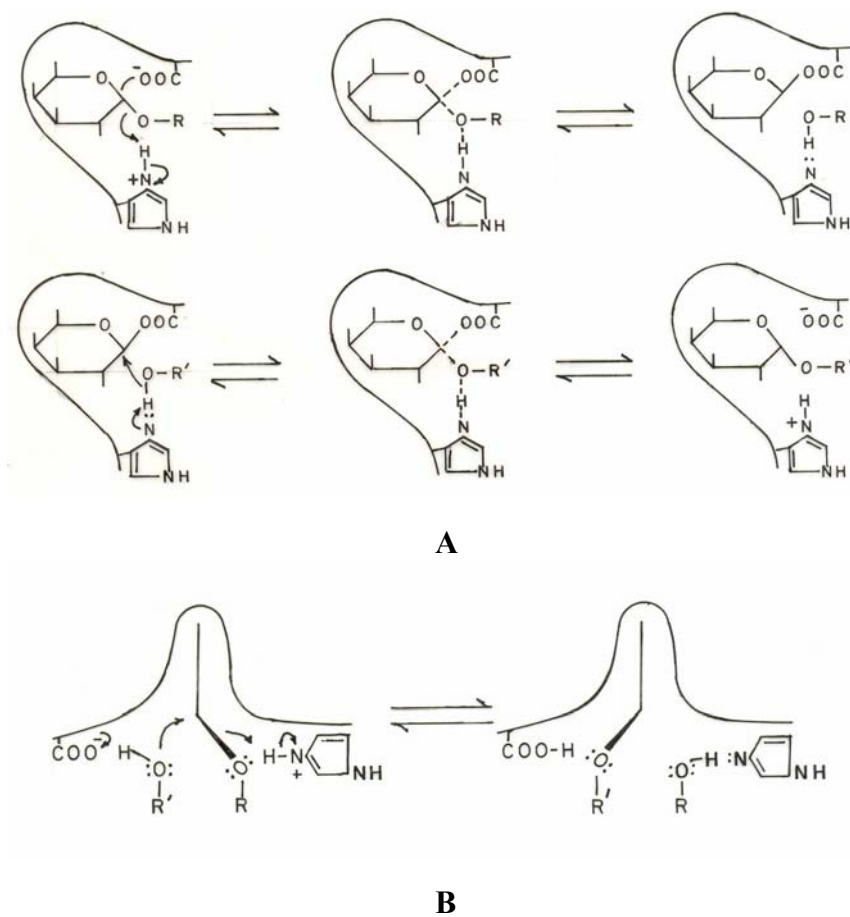 O -OOC O OOC O OOC
O-R O-R O-R
H H H
+N N :N
NH NH NH
O OOC O OOC O -OOC
O-R' O-R' O-R'
H H H
:N N +N
NH NH NH
A
COO- H :O: :O: H-N+ NH COO-H :O: :O: H :N NH
R' R R' R
B